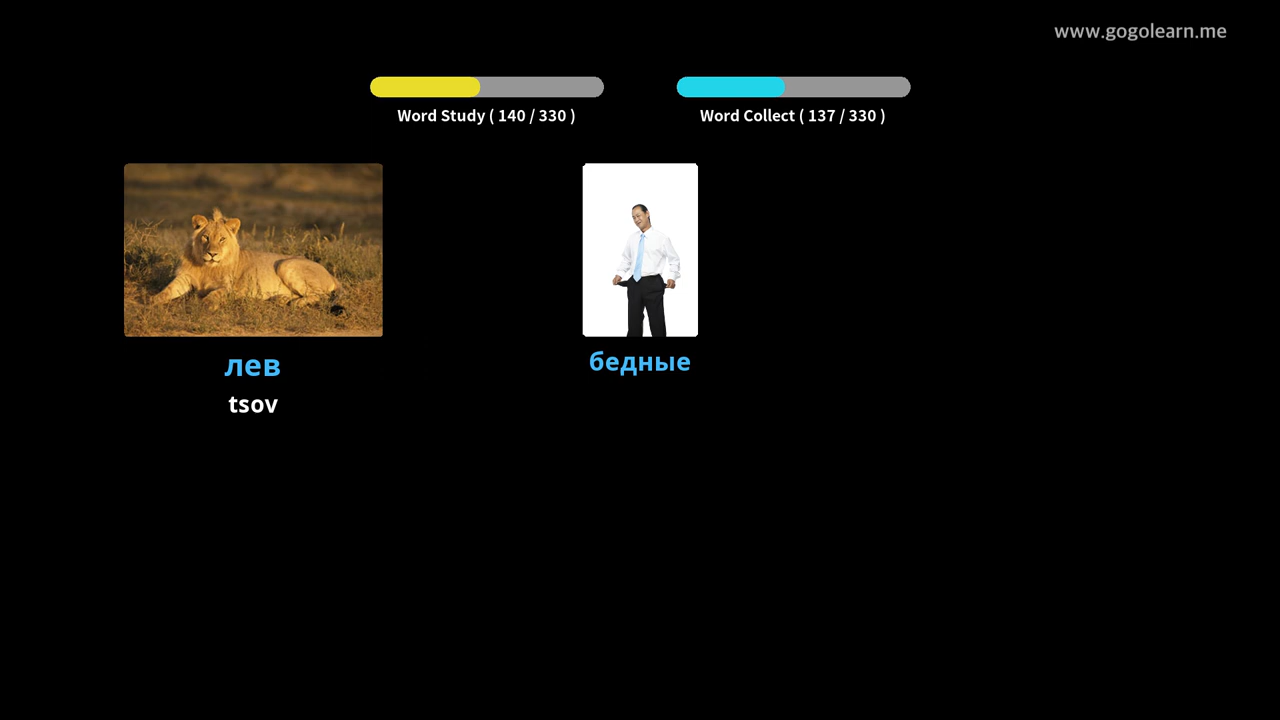 www.gogolearn.me
Word Study ( 140 / 330 )
Word Collect ( 137 / 330 )
лев
tsov
бедные